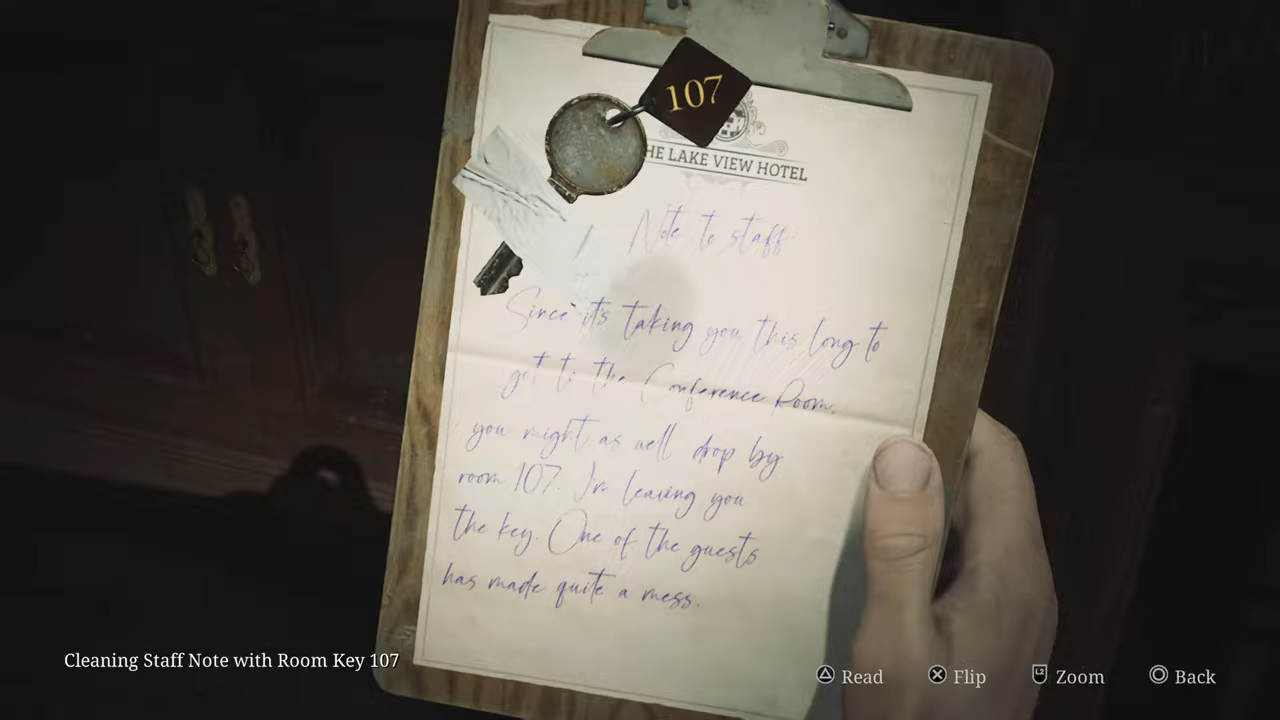 107
HE LAKE VIEW HOTEL
Note to staff
Since it's taking you this long to
get to the Conference Room,
you might as well drop by
room 107. I'm leaving you
the key. One of the guests
has made quite a mess.
Cleaning Staff Note with Room Key 107
Read
Flip
L2
Zoom
Back